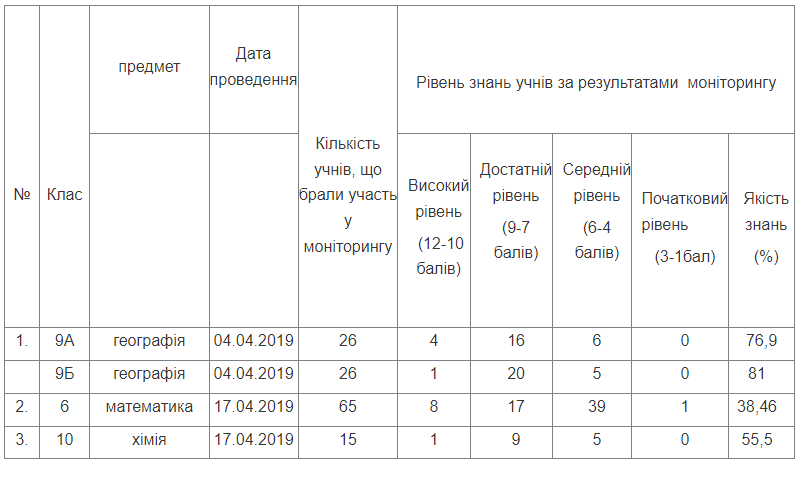 №
Клас
предмет
Дата
проведення
Кількість
учнів, що
брали участь
у
моніторингу
Рівень знань учнів за результатами моніторингу
Високий
рівень
(12-10
балів)
Достатній
рівень
(9-7
балів)
Середній
рівень
(6-4
балів)
Початковий
рівень
(3-1бал)
Якість
знань
(%)
1. 9А географія 04.04.2019 26 4 16 6 0 76,9
9Б географія 04.04.2019 26 1 20 5 0 81
2. 6 математика 17.04.2019 65 8 17 39 1 38,46
3. 10 хімія 17.04.2019 15 1 9 5 0 55,5